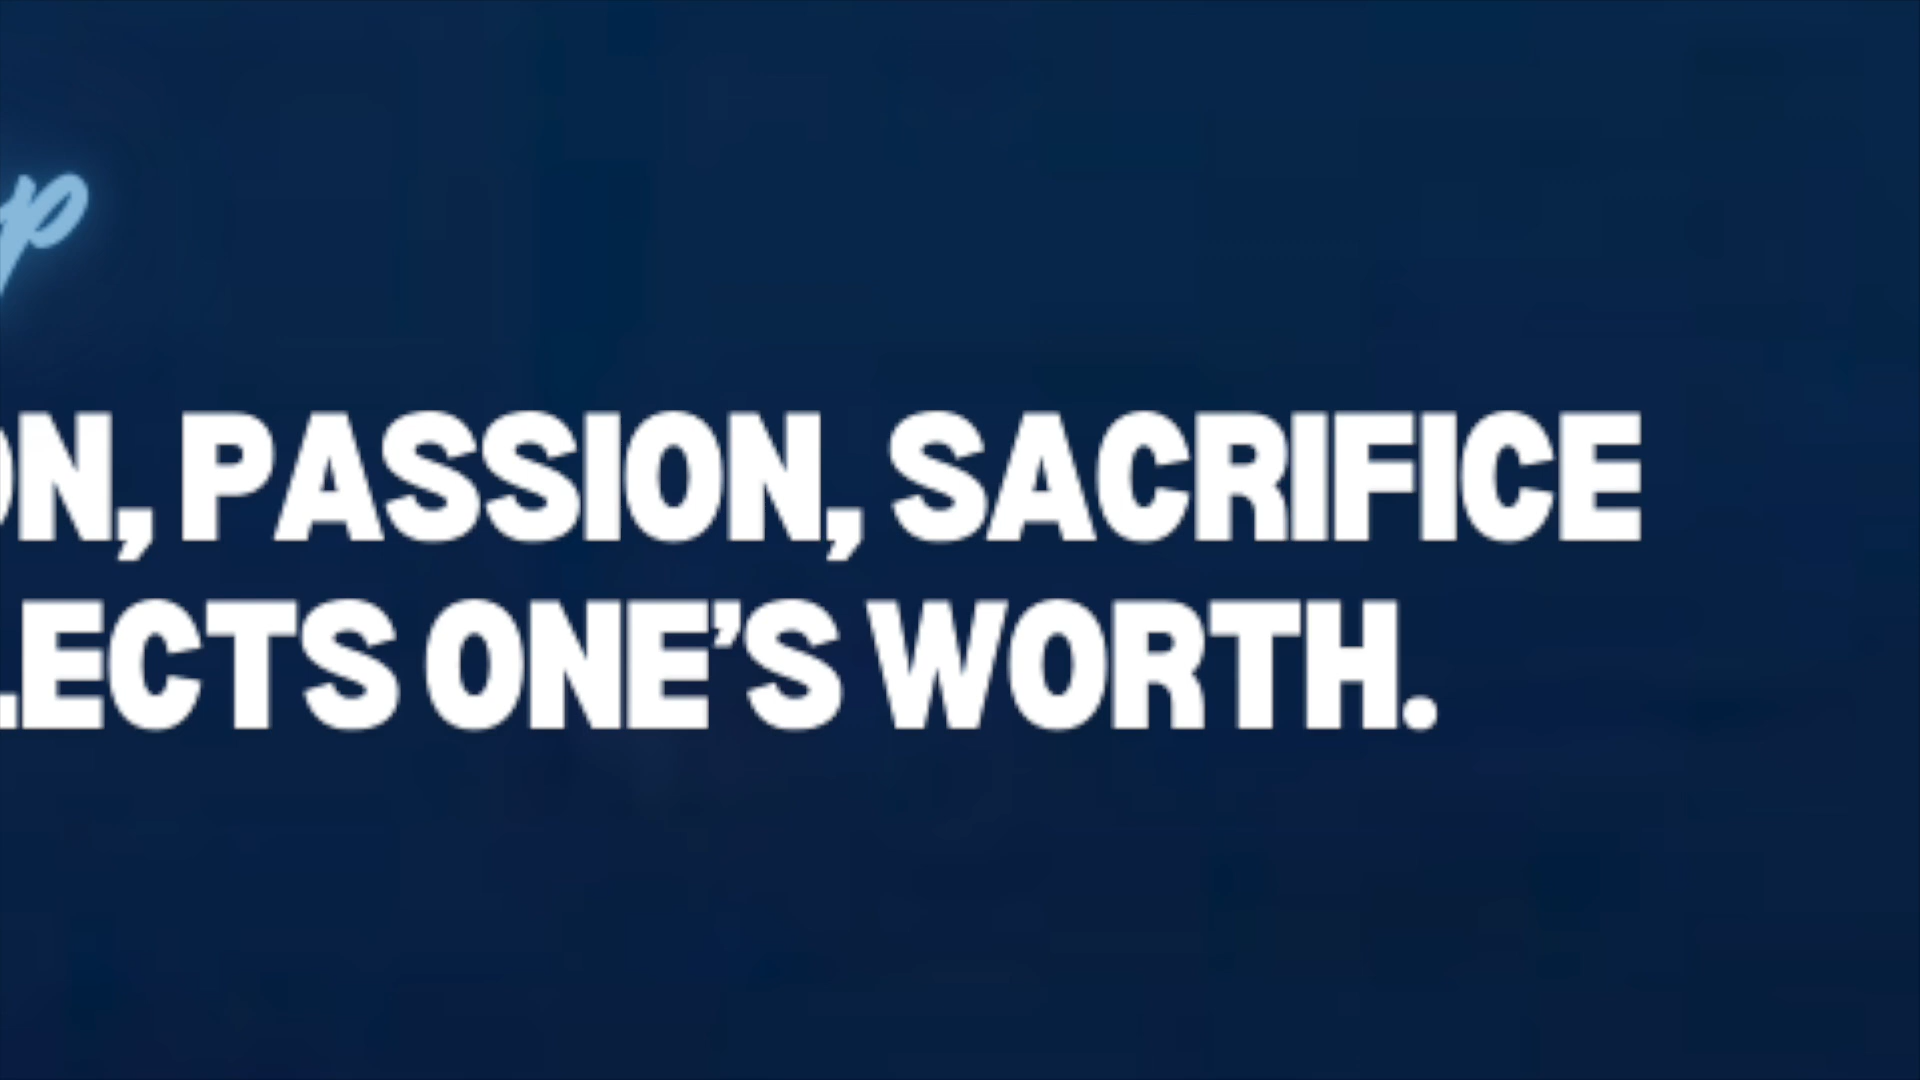 p
ON, PASSION, SACRIFICE
LECTS ONE’S WORTH.